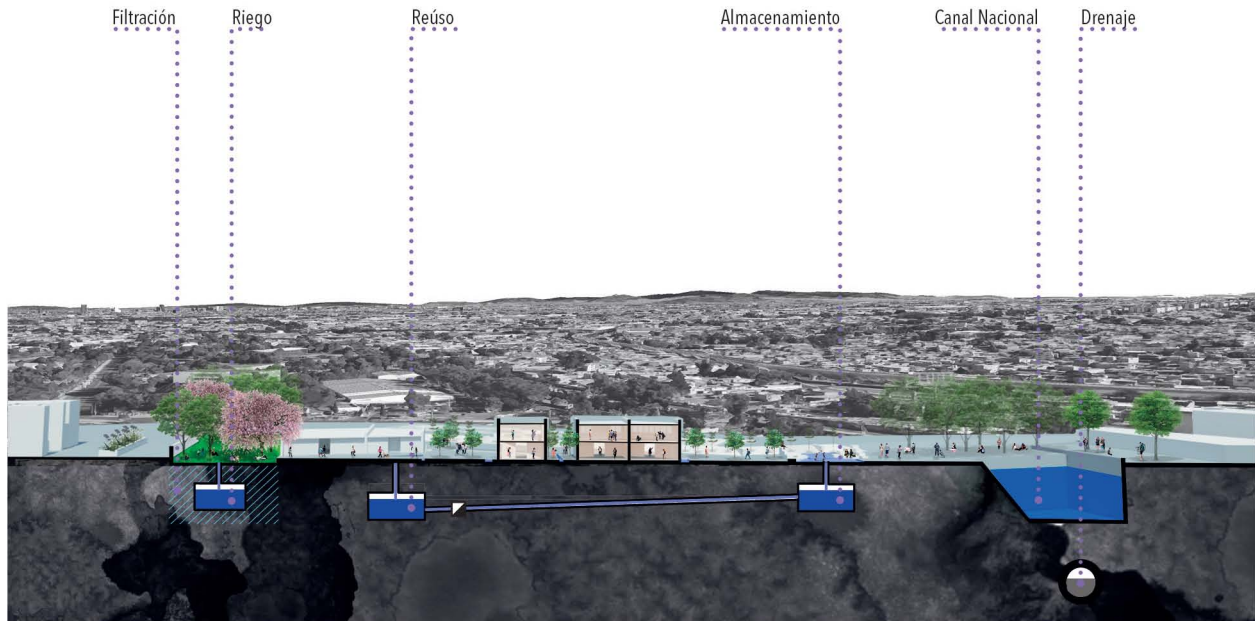 Filtración
Riego
Reúso
Almacenamiento
Canal Nacional
Drenaje